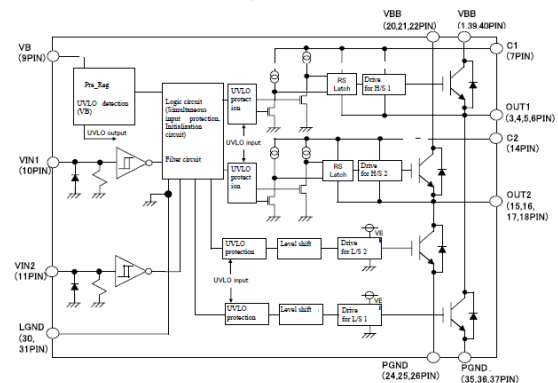 VBB
(20,21,22PIN)
VBB
(1.39.40PIN)
VB
(9PIN)
C1
(7PIN)
Pre_Reg
UVLO detection
(VB)
UVLO output
Logic circuit
(Simultaneous
input protection,
Initialization
circuit)
Filter circuit
UVLO
protect
ion
UVLO input
UVLO
protect
ion
RS
Latch
Drive
for H/S 1
OUT1
(3,4,5,6PIN)
C2
(14PIN)
VIN1
(10PIN)
RS
Latch
Drive
for H/S 2
OUT2
(15,16,
17,18PIN)
VIN2
(11PIN)
UVLO
protection
Level shift
Drive
for L/S 2
VB
UVLO input
UVLO
protection
Level shift .
Drive
for L/S 1
VB
LGND
(30,
31PIN)
PGND
(24,25,26PIN)
PGND .
(35.36.37PIN)